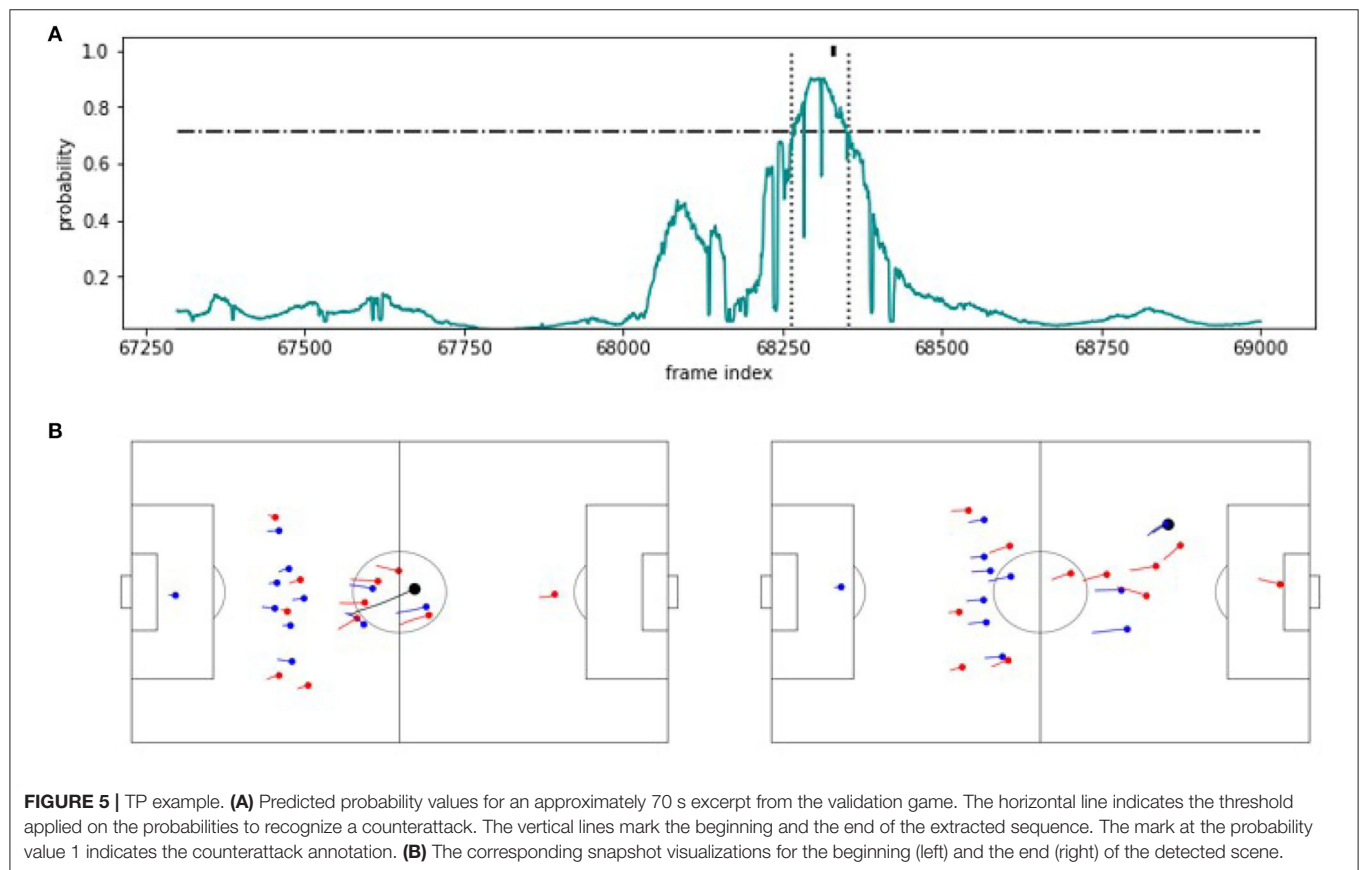 A
1.0
0.8
0.6
0.4
0.2
probability
67250 67500 67750 68000 68250 68500 68750 69000
frame index
B
FIGURE 5 | TP example. (A) Predicted probability values for an approximately 70 s excerpt from the validation game. The horizontal line indicates the threshold
applied on the probabilities to recognize a counterattack. The vertical lines mark the beginning and the end of the extracted sequence. The mark at the probability
value 1 indicates the counterattack annotation. (B) The corresponding snapshot visualizations for the beginning (left) and the end (right) of the detected scene.